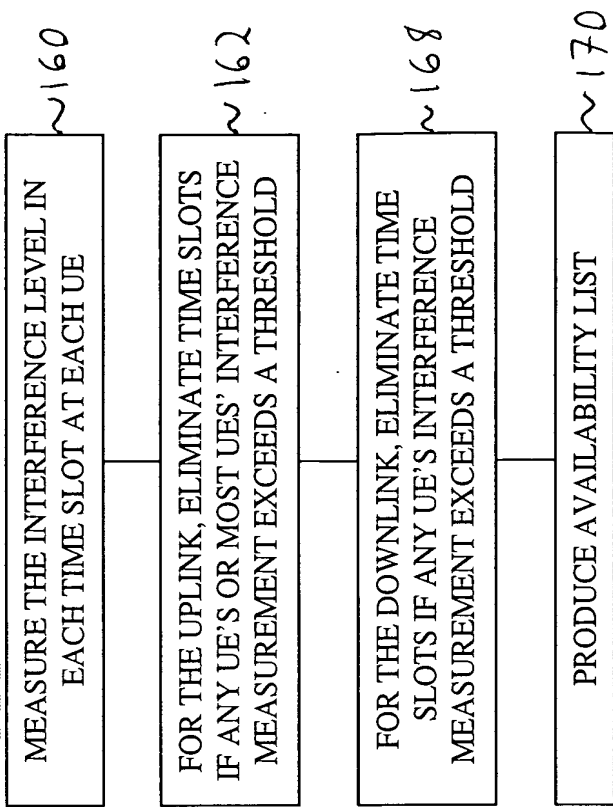 MEASURE THE INTERFERENCE LEVEL IN
EACH TIME SLOT AT EACH UE
~160
FOR THE UPLINK, ELIMINATE TIME SLOTS
IF ANY UE'S OR MOST UES' INTERFERENCE
MEASUREMENT EXCEEDS A THRESHOLD
~162
FOR THE DOWNLINK, ELIMINATE TIME
SLOTS IF ANY UE'S INTERFERENCE
MEASUREMENT EXCEEDS A THRESHOLD
~168
PRODUCE AVAILABILITY LIST
~170